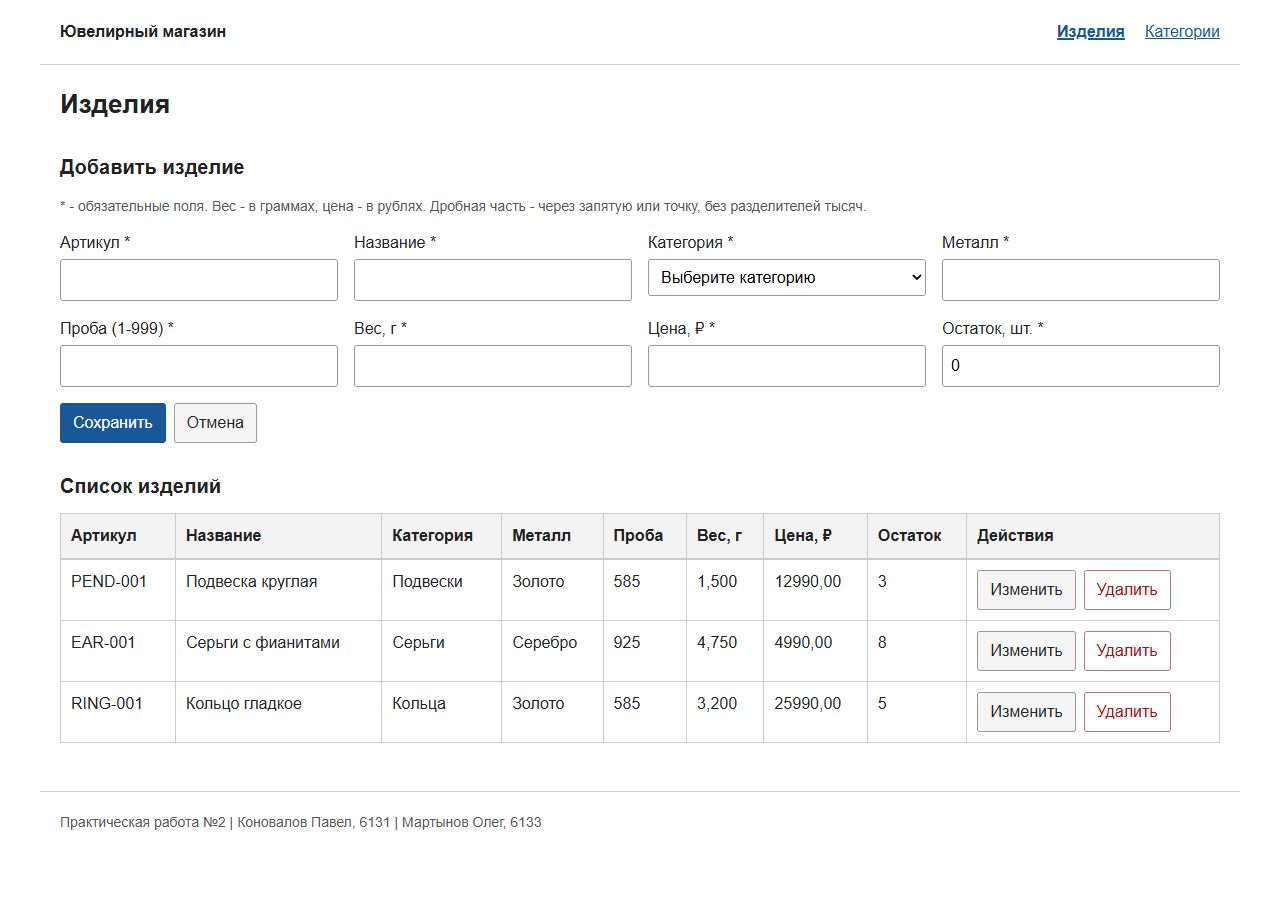 Ювелирный магазин Изделия Категории
Изделия
Добавить изделие
* - обязательные поля. Вес - в граммах, цена - в рублях. Дробная часть - через запятую или точку, без разделителей тысяч.
Артикул * Название * Категория * Металл *
Выберите категорию
Проба (1-999) * Вес, г * Цена, ₽ * Остаток, шт. *
0
Сохранить Отмена
Список изделий
Артикул Название Категория Металл Проба Вес, г Цена, ₽ Остаток Действия
PEND-001 Подвеска круглая Подвески Золото 585 1,500 12990,00 3 Изменить Удалить
EAR-001 Серьги с фианитами Серьги Серебро 925 4,750 4990,00 8 Изменить Удалить
RING-001 Кольцо гладкое Кольца Золото 585 3,200 25990,00 5 Изменить Удалить
Практическая работа №2 | Коновалов Павел, 6131 | Мартынов Олег, 6133